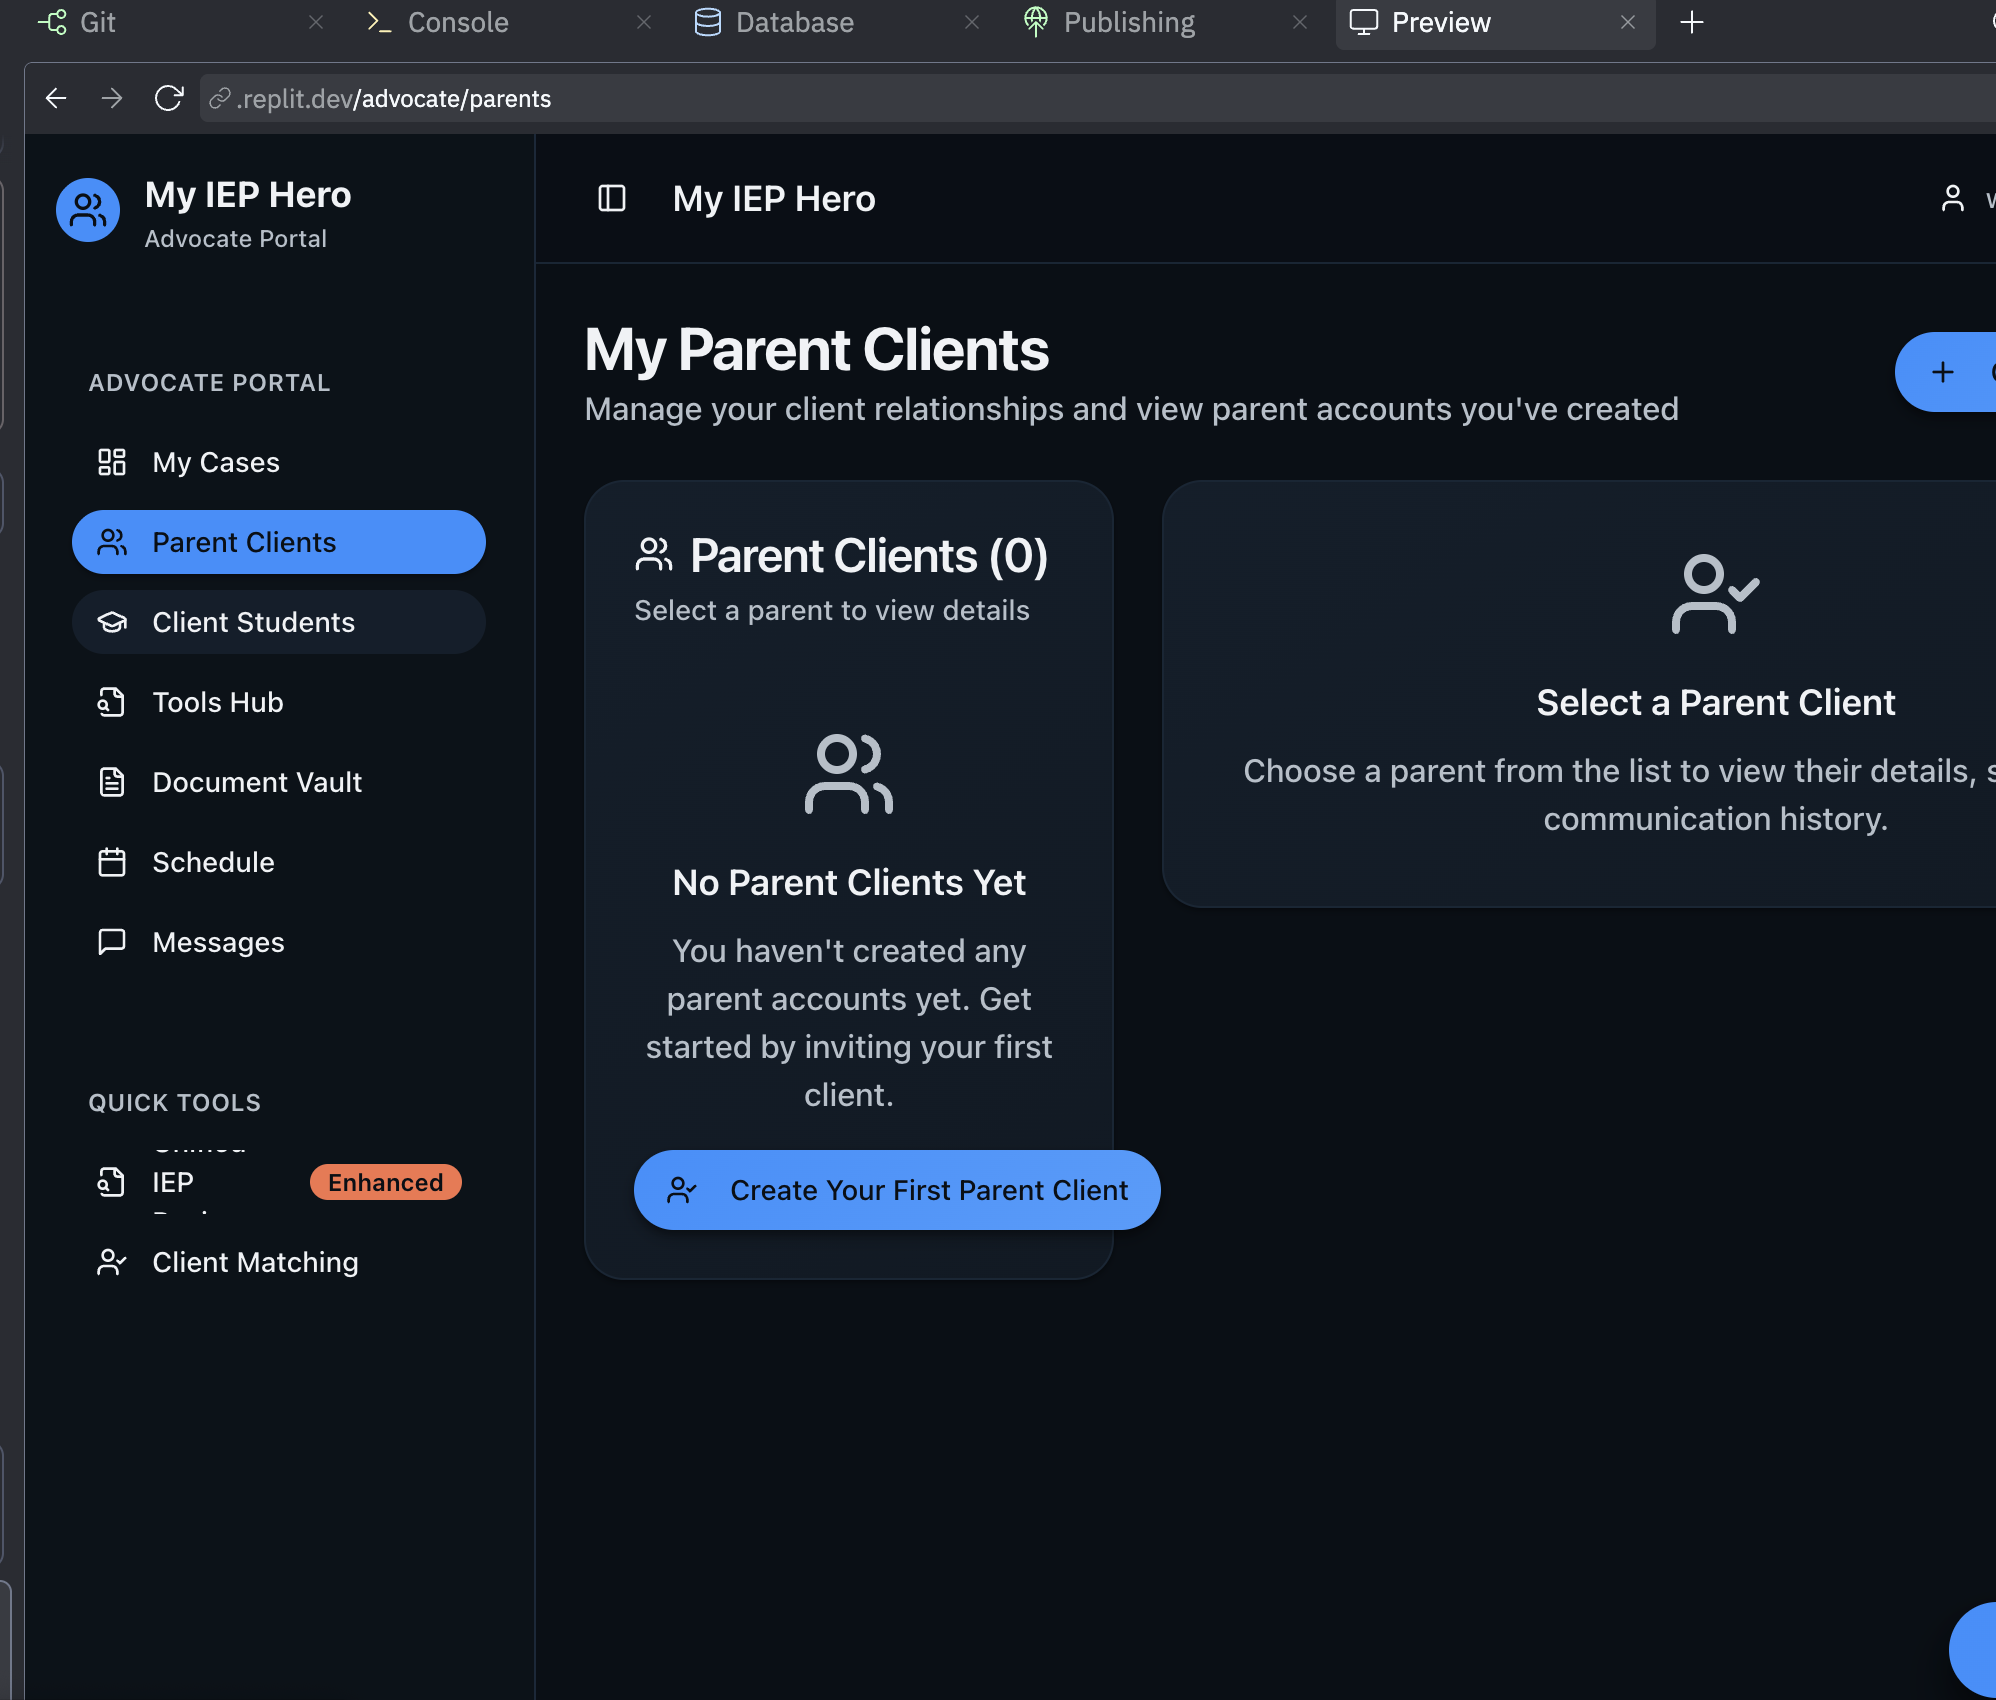 Git
Console
Database
Publishing
Preview
.replit.dev/advocate/parents
My IEP Hero
Advocate Portal
My IEP Hero
ADVOCATE PORTAL
My Cases
Parent Clients
Client Students
Tools Hub
Document Vault
Schedule
Messages
QUICK TOOLS
IEP
Enhanced
Client Matching
My Parent Clients
Manage your client relationships and view parent accounts you've created
Parent Clients (0)
Select a parent to view details
No Parent Clients Yet
You haven't created any
parent accounts yet. Get
started by inviting your first
client.
Create Your First Parent Client
Select a Parent Client
Choose a parent from the list to view their details,
communication history.